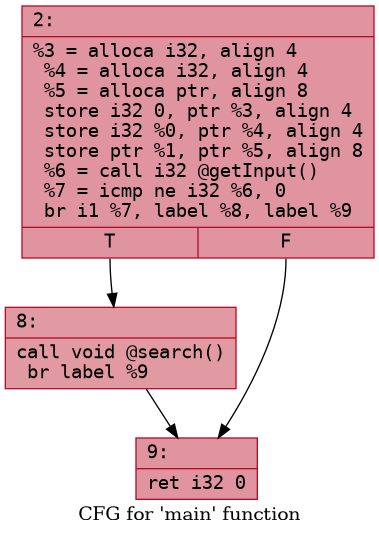 2:
%3 = alloca i32, align 4
%4 = alloca i32, align 4
%5 = alloca ptr, align 8
store i32 0, ptr %3, align 4
store i32 %0, ptr %4, align 4
store ptr %1, ptr %5, align 8
%6 = call i32 @getInput()
%7 = icmp ne i32 %6, 0
br i1 %7, label %8, label %9
T F
8:
call void @search()
br label %9
9:
ret i32 0
CFG for 'main' function